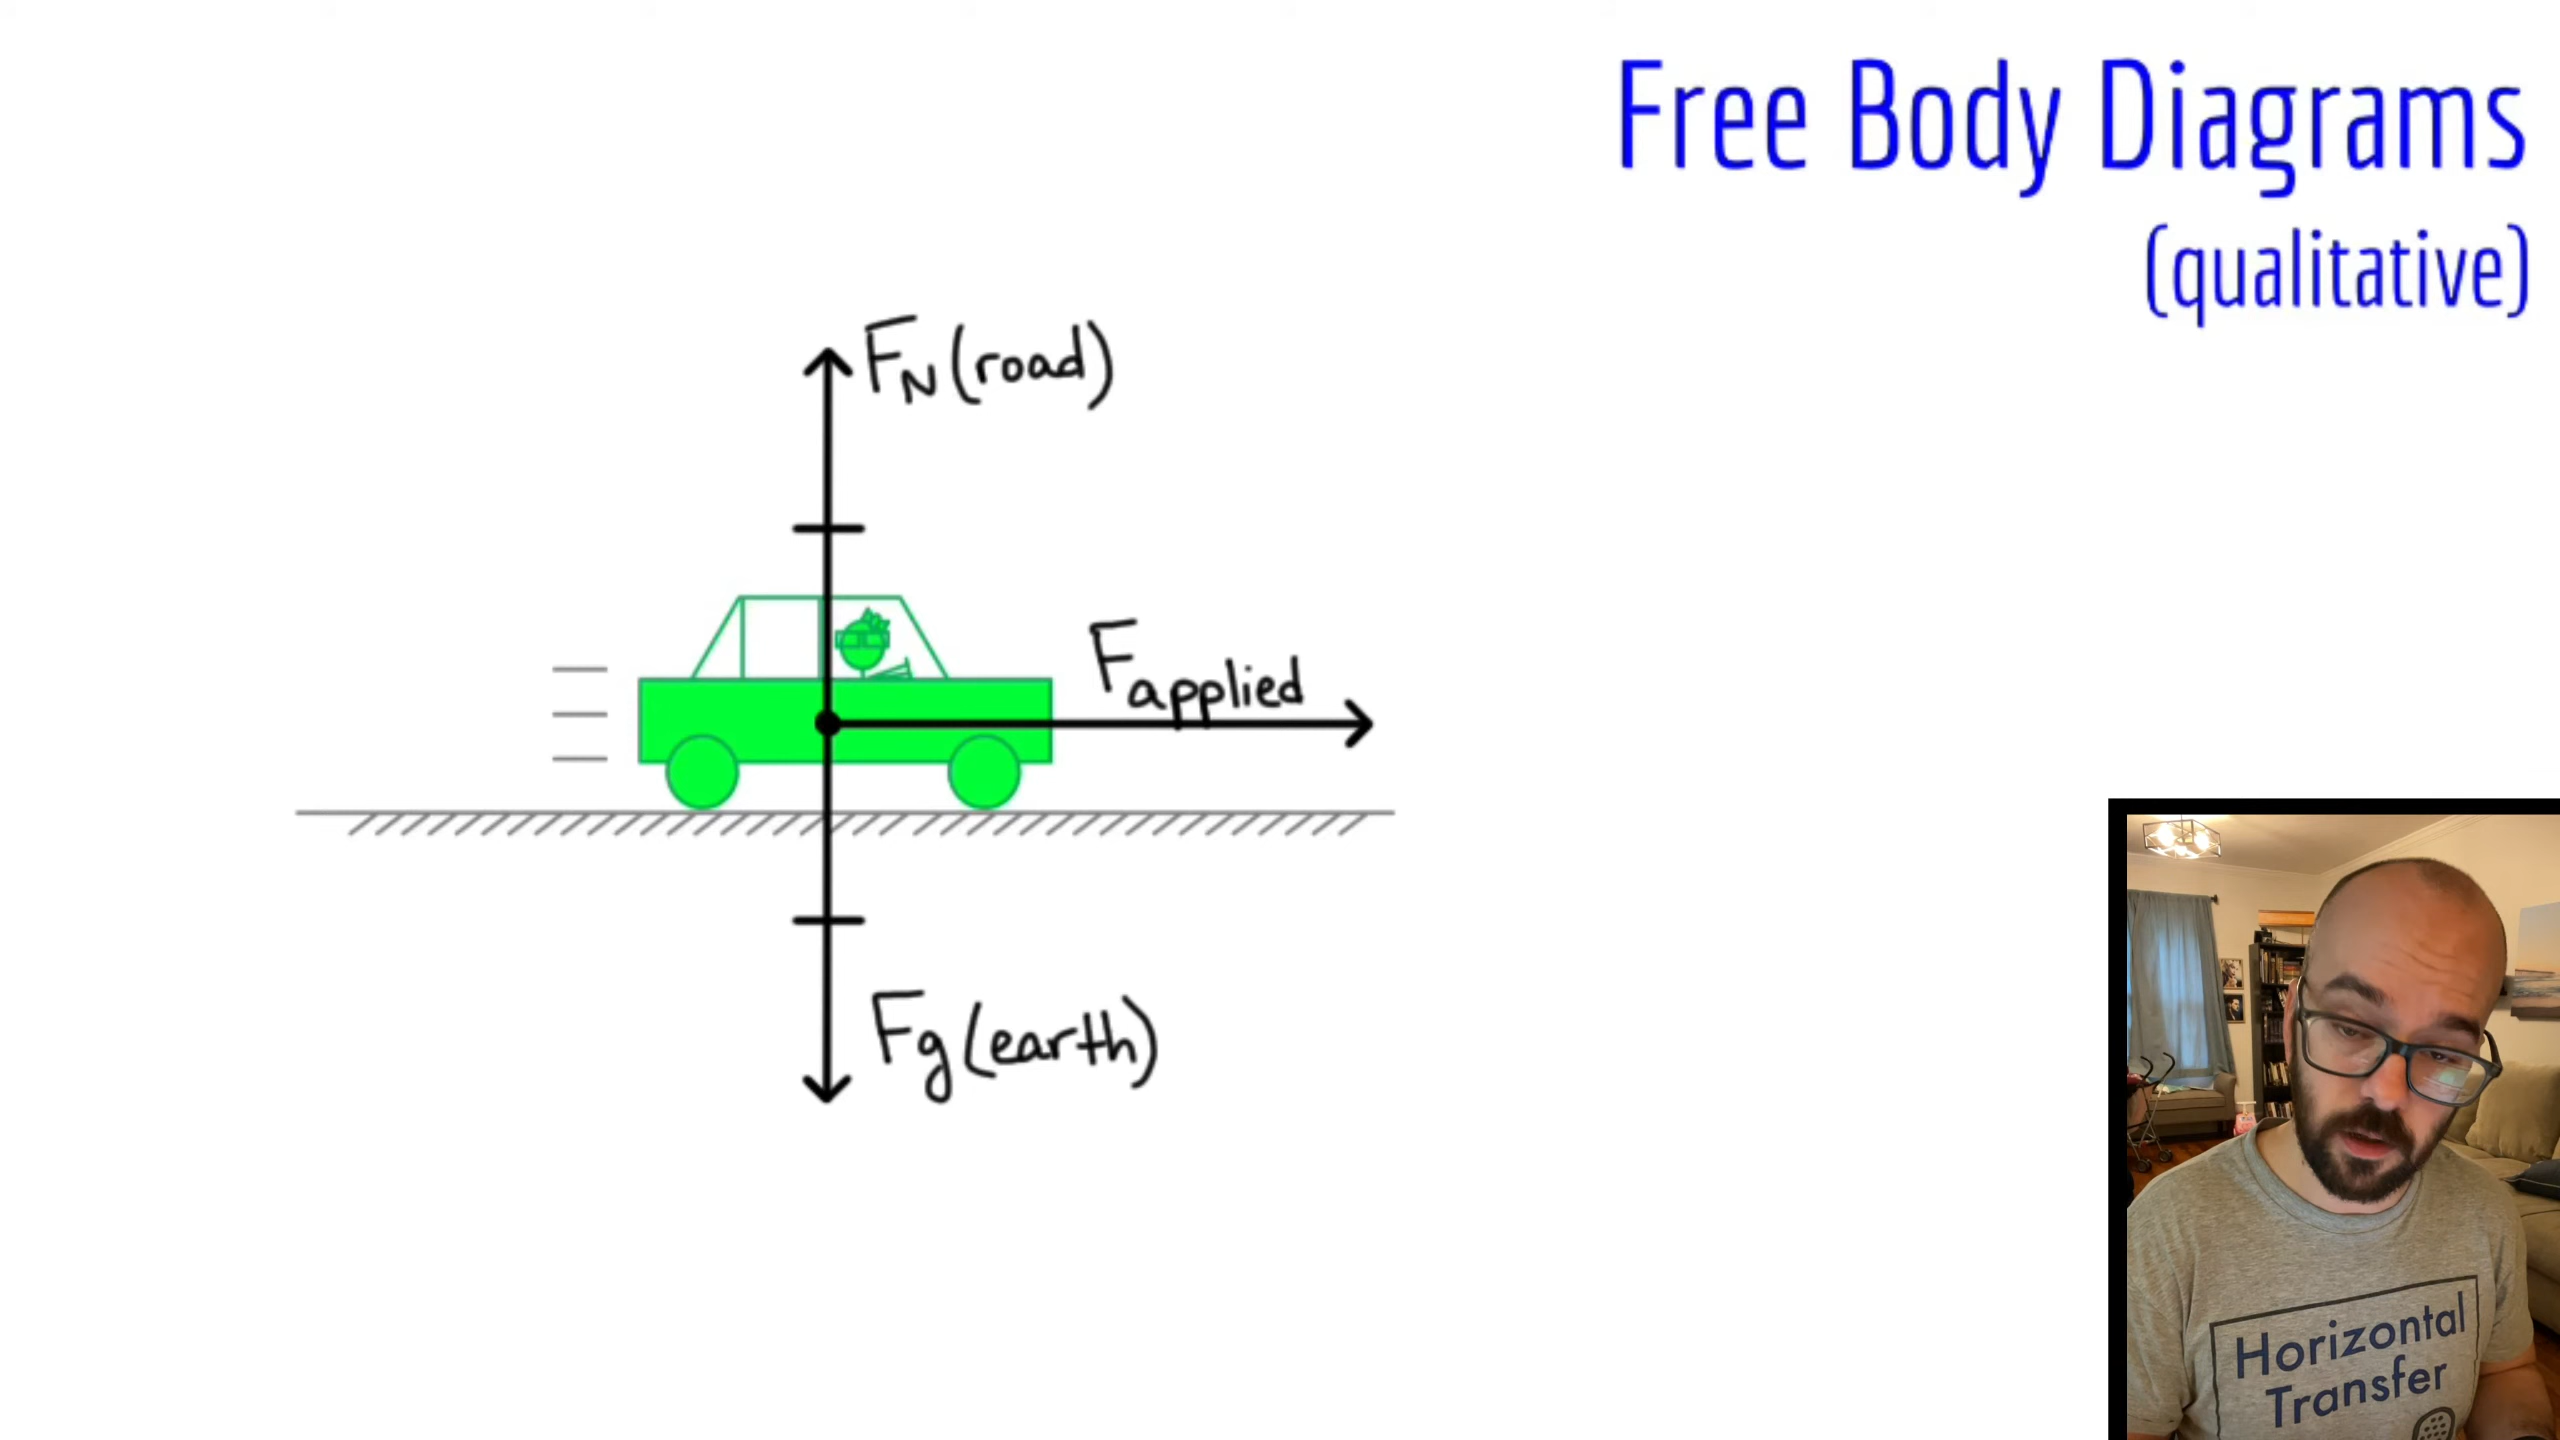 Free Body Diagrams
(qualitative)
FN (road)
Fapplied
Fg (earth)
Horizontal
Transfer